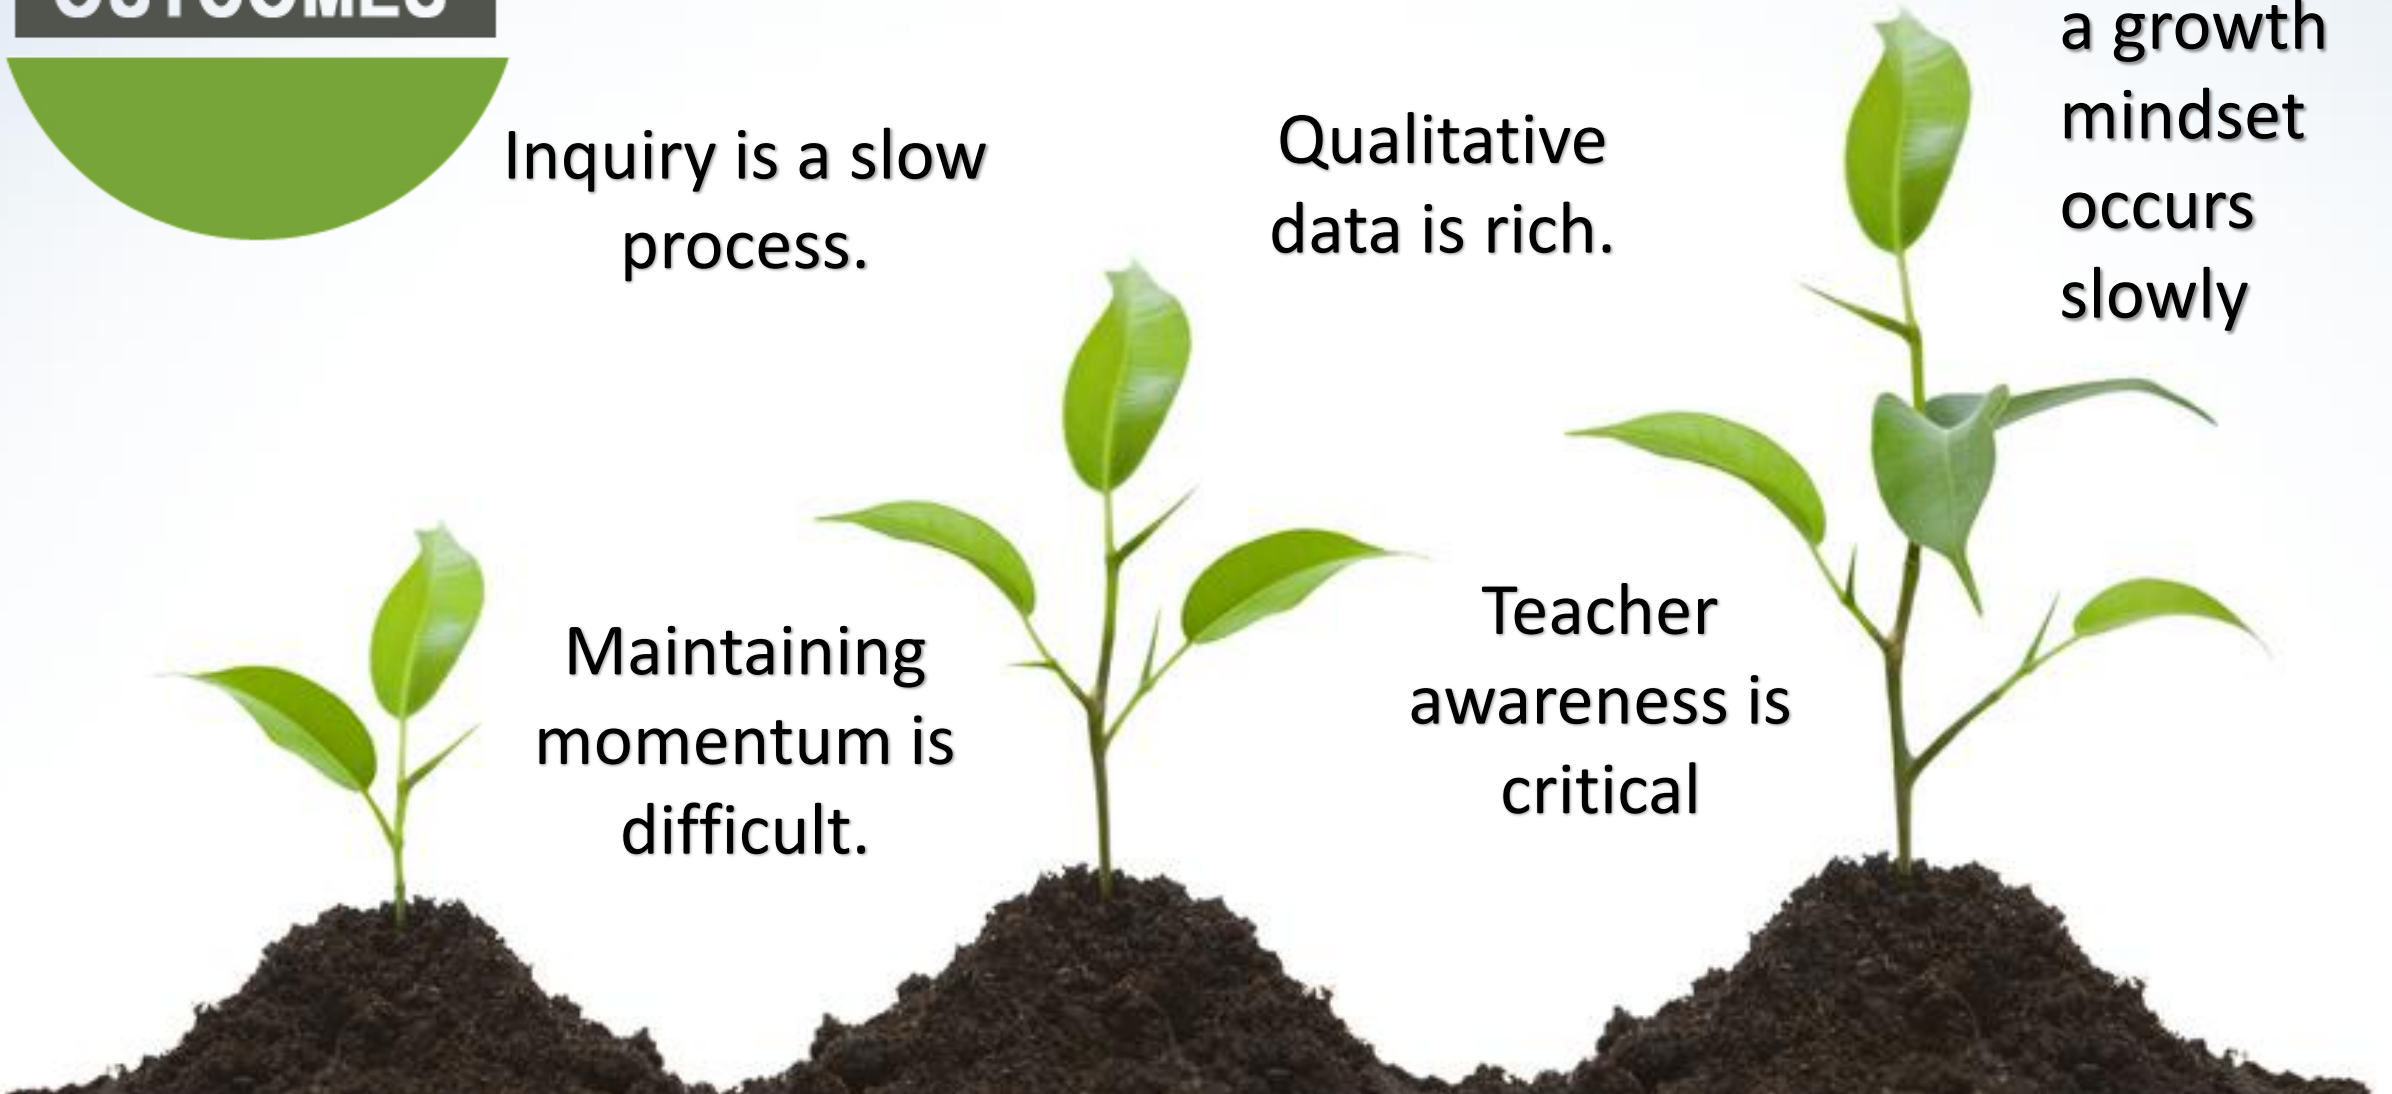 OUTCOMES
Inquiry is a slow
process.
Qualitative
data is rich.
a growth
mindset
occurs
slowly
Maintaining
momentum is
difficult.
Teacher
awareness is
critical